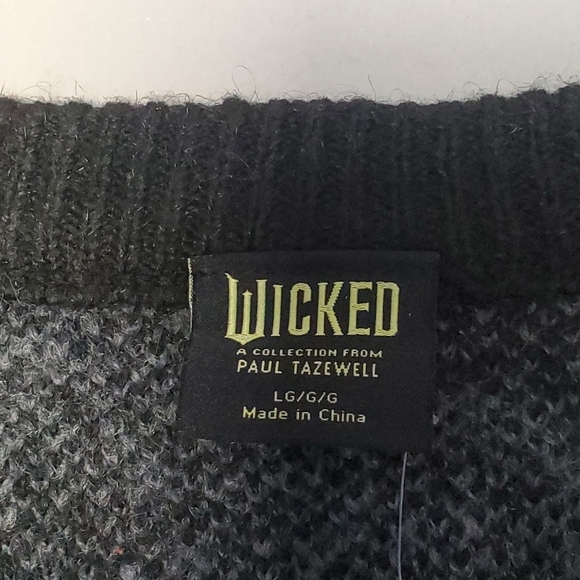 WICKED
A COLLECTION FROM
PAUL TAZEWELL
LG/G/G
Made in China